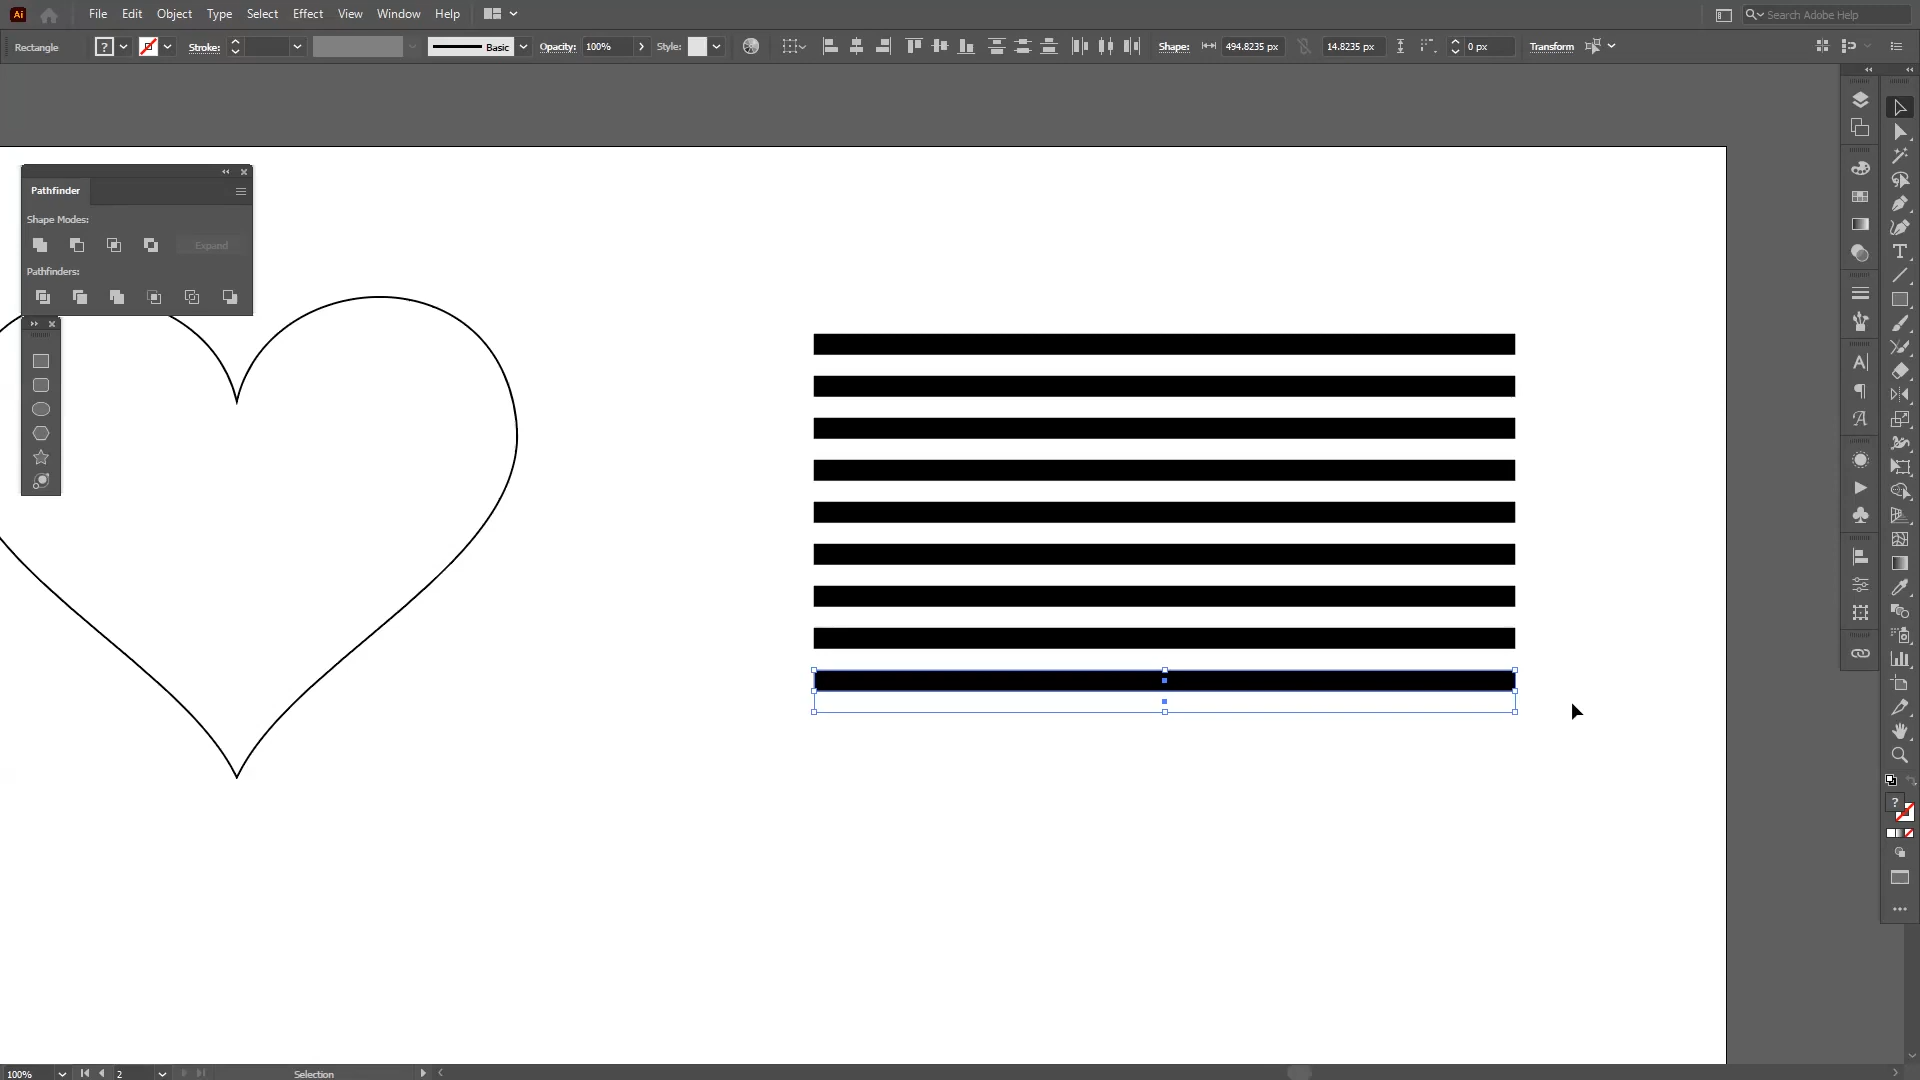 Ai File Edit Object Type Select Effect View Window Help Search Adobe Help
Rectangle ? Stroke: Basic Opacity: 100% Style: Shape: 494.8235 px 14.8235 px 0 px Transform
Pathfinder
Shape Modes:
Expand
Pathfinders:
?
100% 2 Selection